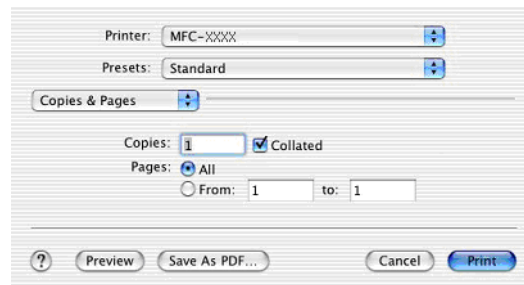 Printer: MFC-XXXX
Presets: Standard
Copies & Pages
Copies: 1 Collated
Pages: All
From: 1 to: 1
? Preview Save As PDF... Cancel Print